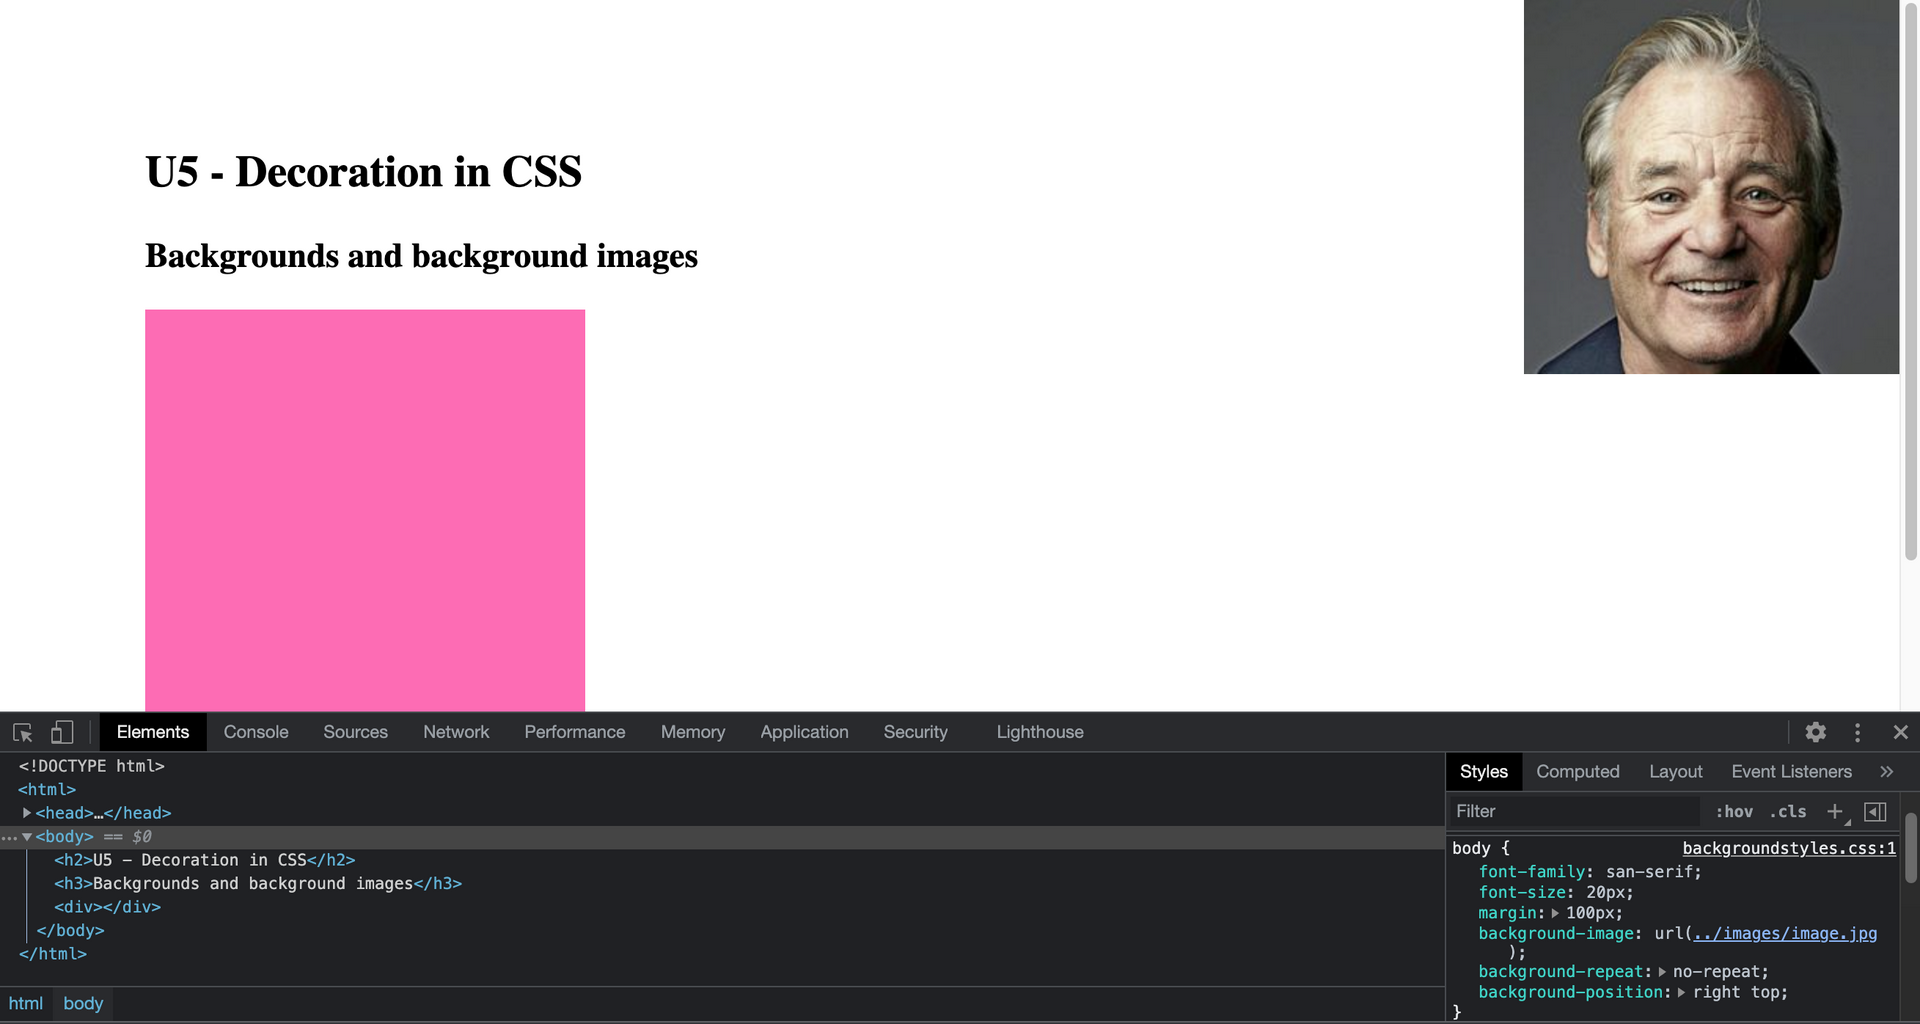 U5 - Decoration in CSS
Backgrounds and background images
Elements Console Sources Network Performance Memory Application Security Lighthouse
<!DOCTYPE html>
<html>
<head>…</head>
<body> == $0
<h2>U5 – Decoration in CSS</h2>
<h3>Backgrounds and background images</h3>
<div></div>
</body>
</html>
html body
Styles Computed Layout Event Listeners »
Filter :hov .cls +
body { backgroundstyles.css:1
font-family: san-serif;
font-size: 20px;
margin: 100px;
background-image: url(../images/image.jpg
);
background-repeat: no-repeat;
background-position: right top;
}